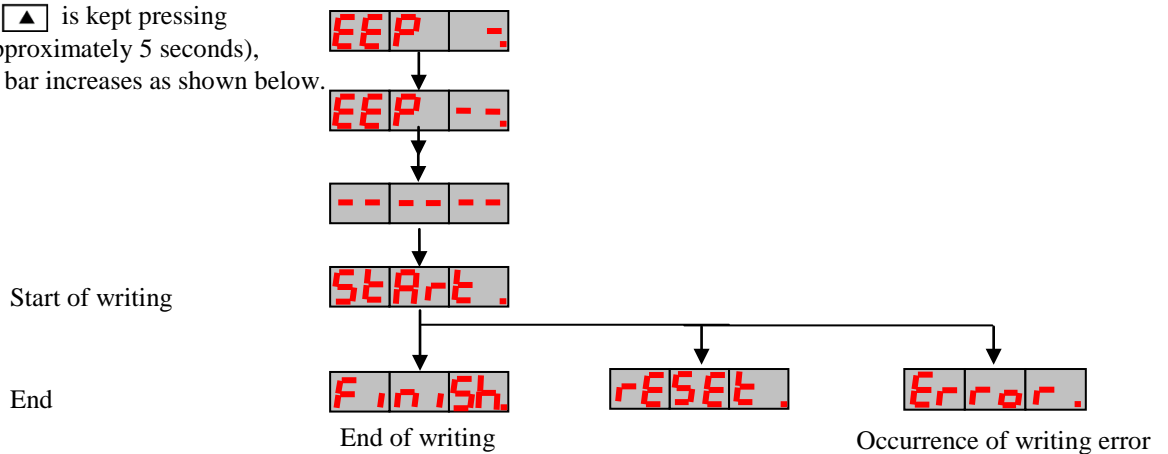 ▲ is kept pressing
pproximately 5 seconds),
bar increases as shown below.
EEP -.
EEP --.
------
StArt .
Start of writing
FiniSh.
rESEt .
Error .
End
End of writing
Occurrence of writing error